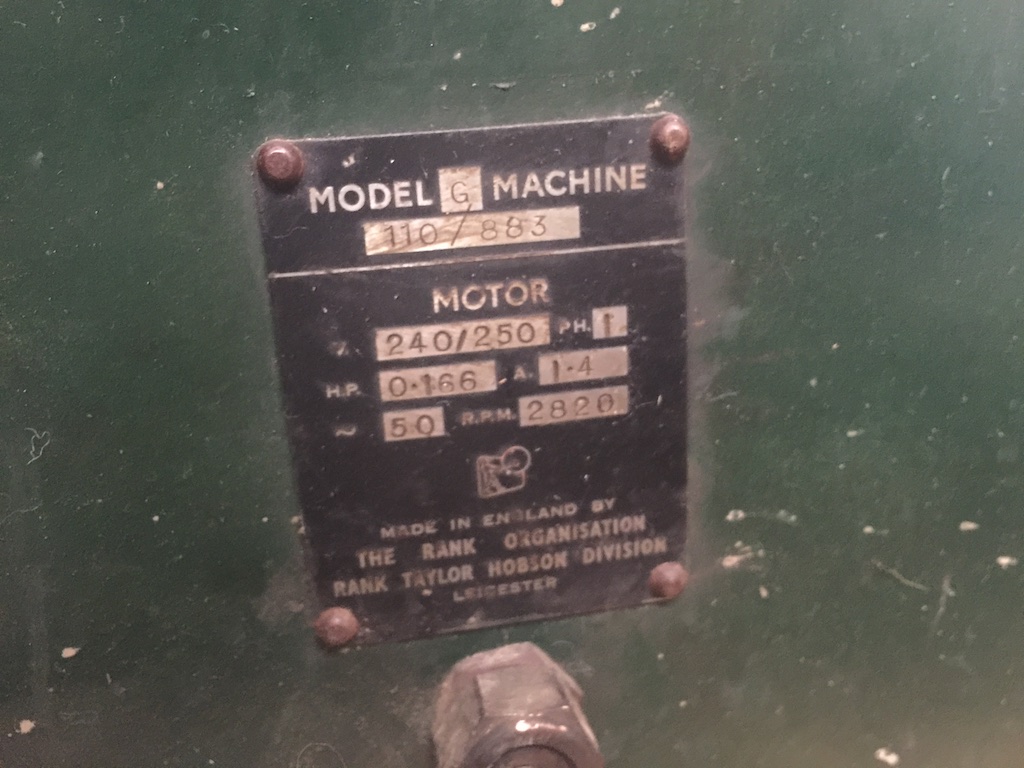 MODEL G MACHINE
110/883
MOTOR
240/250 PH. 1
H.P. 0·166 A. 1·4
~ 50 R.P.M. 2820
MADE IN ENGLAND BY
THE RANK ORGANISATION
RANK TAYLOR HOBSON DIVISION
LEICESTER